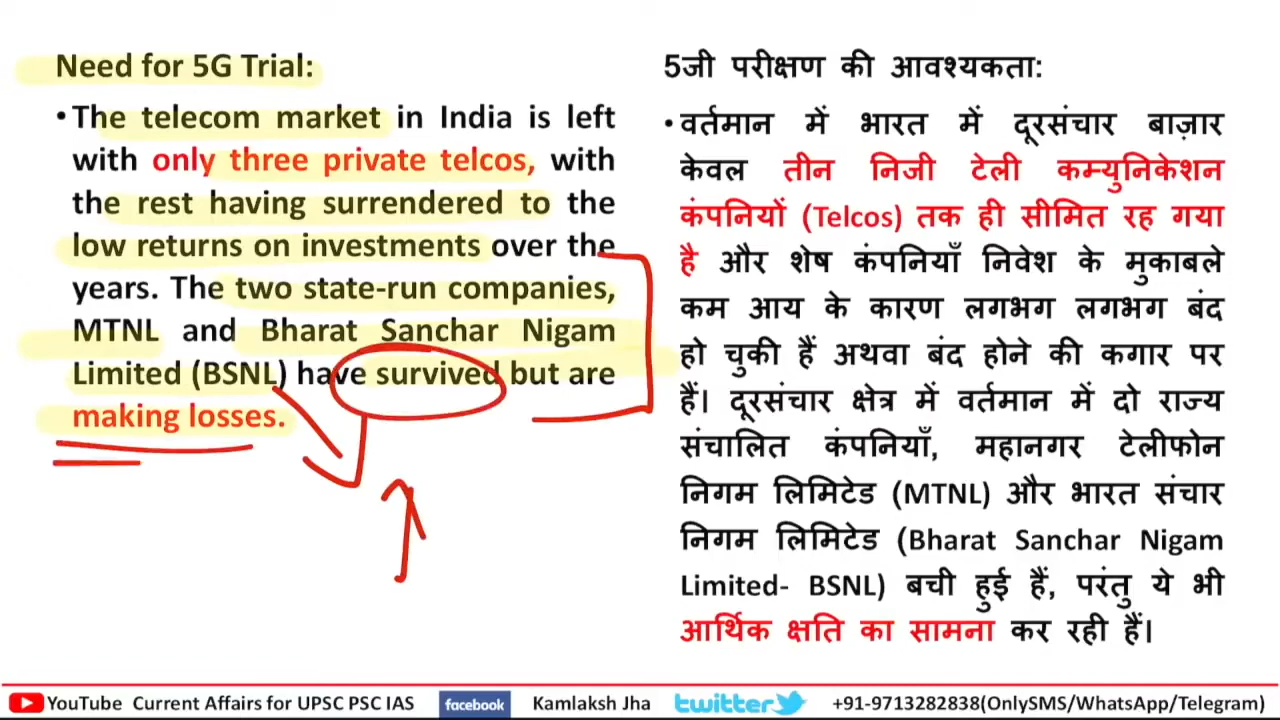 Need for 5G Trial:
•The telecom market in India is left
with only three private telcos, with
the rest having surrendered to the
low returns on investments over the
years. The two state-run companies,
MTNL and Bharat Sanchar Nigam
Limited (BSNL) have survived but are
making losses.
5जी परीक्षण की आवश्यकता:
•वर्तमान में भारत में दूरसंचार बाज़ार
केवल तीन निजी टेली कम्युनिकेशन
कंपनियों (Telcos) तक ही सीमित रह गया
है और शेष कंपनियाँ निवेश के मुकाबले
कम आय के कारण लगभग लगभग बंद
हो चुकी हैं अथवा बंद होने की कगार पर
हैं। दूरसंचार क्षेत्र में वर्तमान में दो राज्य
संचालित कंपनियाँ, महानगर टेलीफोन
निगम लिमिटेड (MTNL) और भारत संचार
निगम लिमिटेड (Bharat Sanchar Nigam
Limited- BSNL) बची हुई हैं, परंतु ये भी
आर्थिक क्षति का सामना कर रही हैं।
YouTube Current Affairs for UPSC PSC IAS facebook Kamlaksh Jha twitter +91-9713282838(OnlySMS/WhatsApp/Telegram)